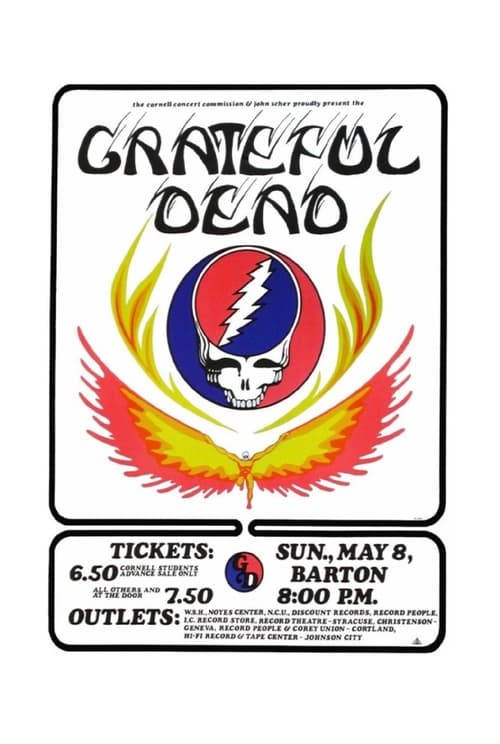 the cornell concert commission & john scher proudly present the
GRATEFUL
DEAD
TICKETS:
6.50 CORNELL STUDENTS
ADVANCE SALE ONLY
ALL OTHERS AND
AT THE DOOR 7.50
GD
SUN., MAY 8,
BARTON
8:00 P.M.
OUTLETS: W.S.H., NOYES CENTER, N.C.U., DISCOUNT RECORDS, RECORD PEOPLE,
I.C. RECORD STORE, RECORD THEATRE - SYRACUSE, CHRISTENSON -
GENEVA, RECORD PEOPLE & COREY UNION - CORTLAND,
HI-FI RECORD & TAPE CENTER - JOHNSON CITY